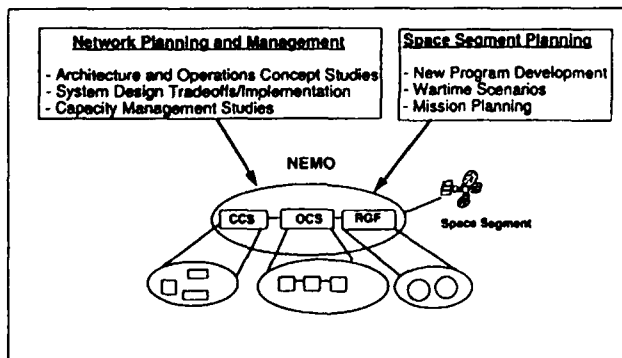 Network Planning and Management
- Architecture and Operations Concept Studies
- System Design Tradeoffs/Implementation
- Capacity Management Studies
Space Segment Planning
- New Program Development
- Wartime Scenarios
- Mission Planning
NEMO
CCS
OCS
RGF
Space Segment